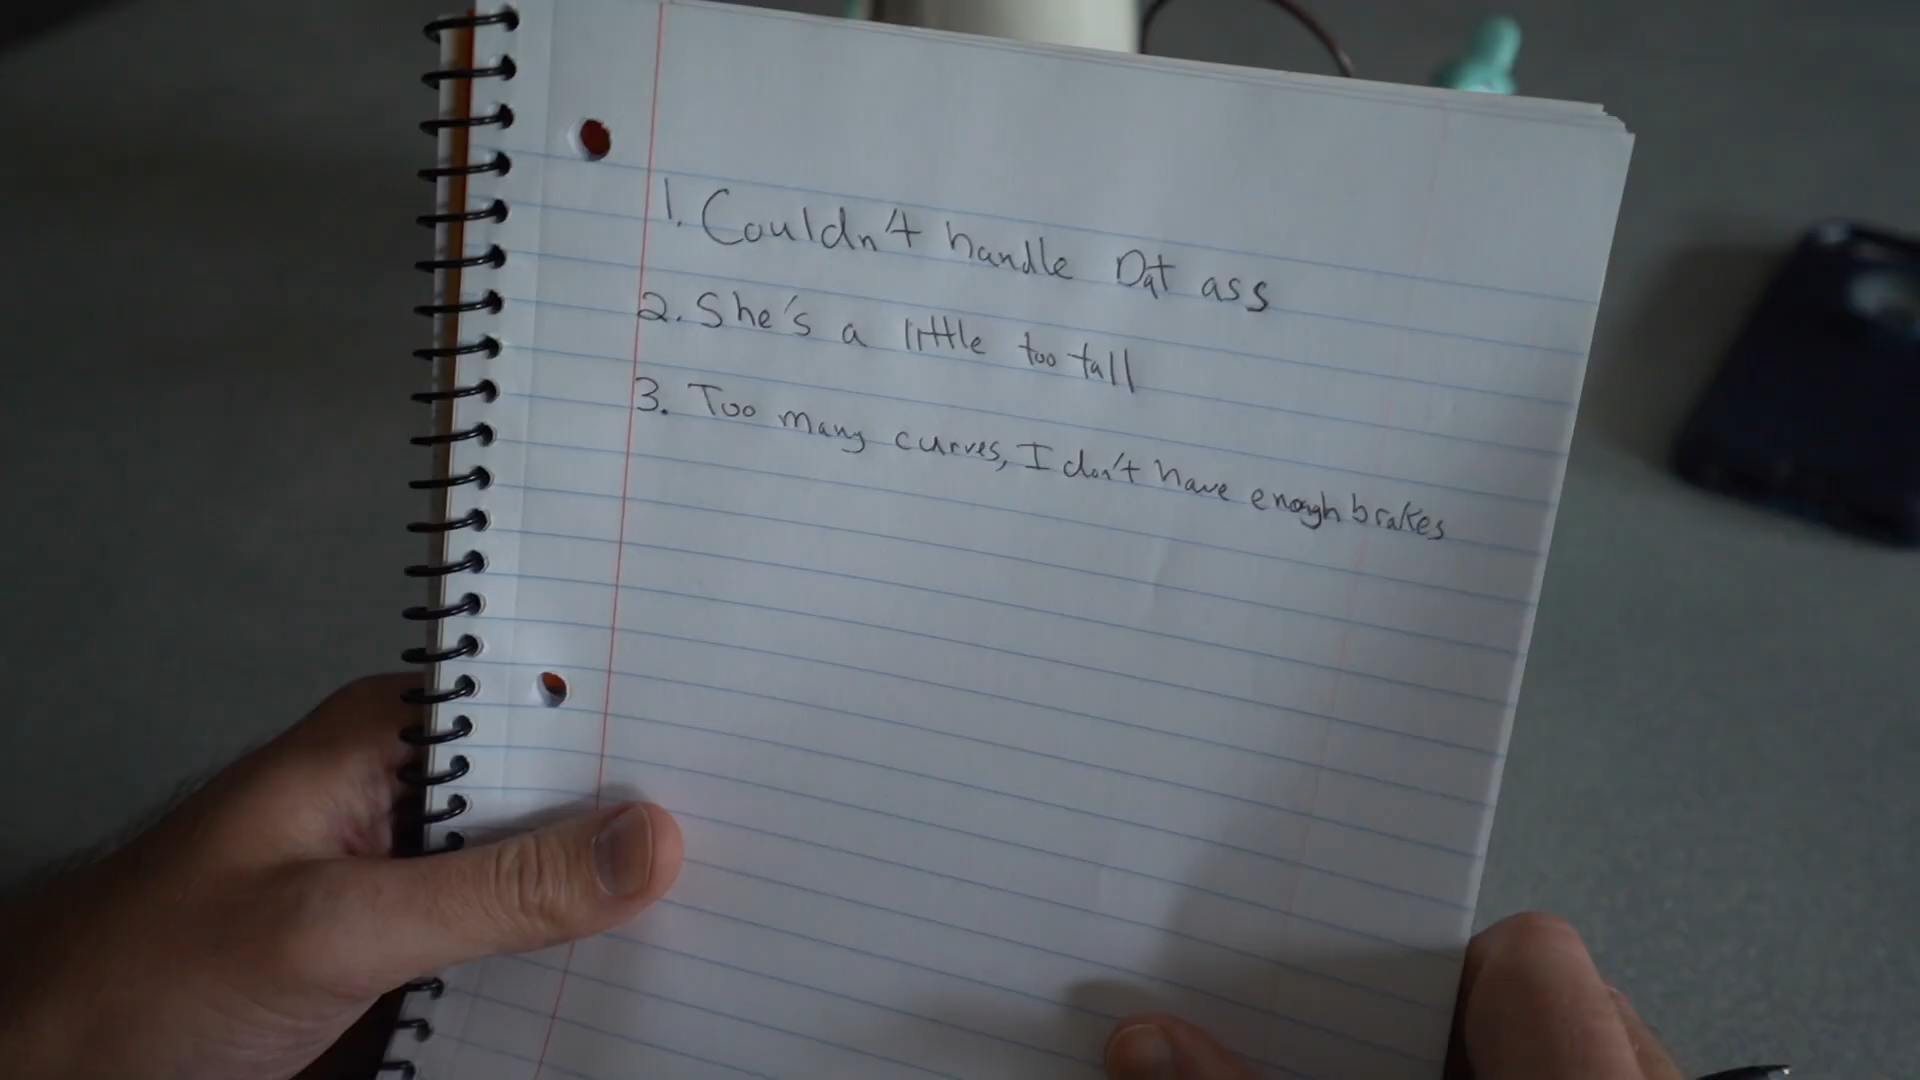 1. Couldn't handle Dat ass
2. She's a little too tall
3. Too many curves, I don't have enough brakes